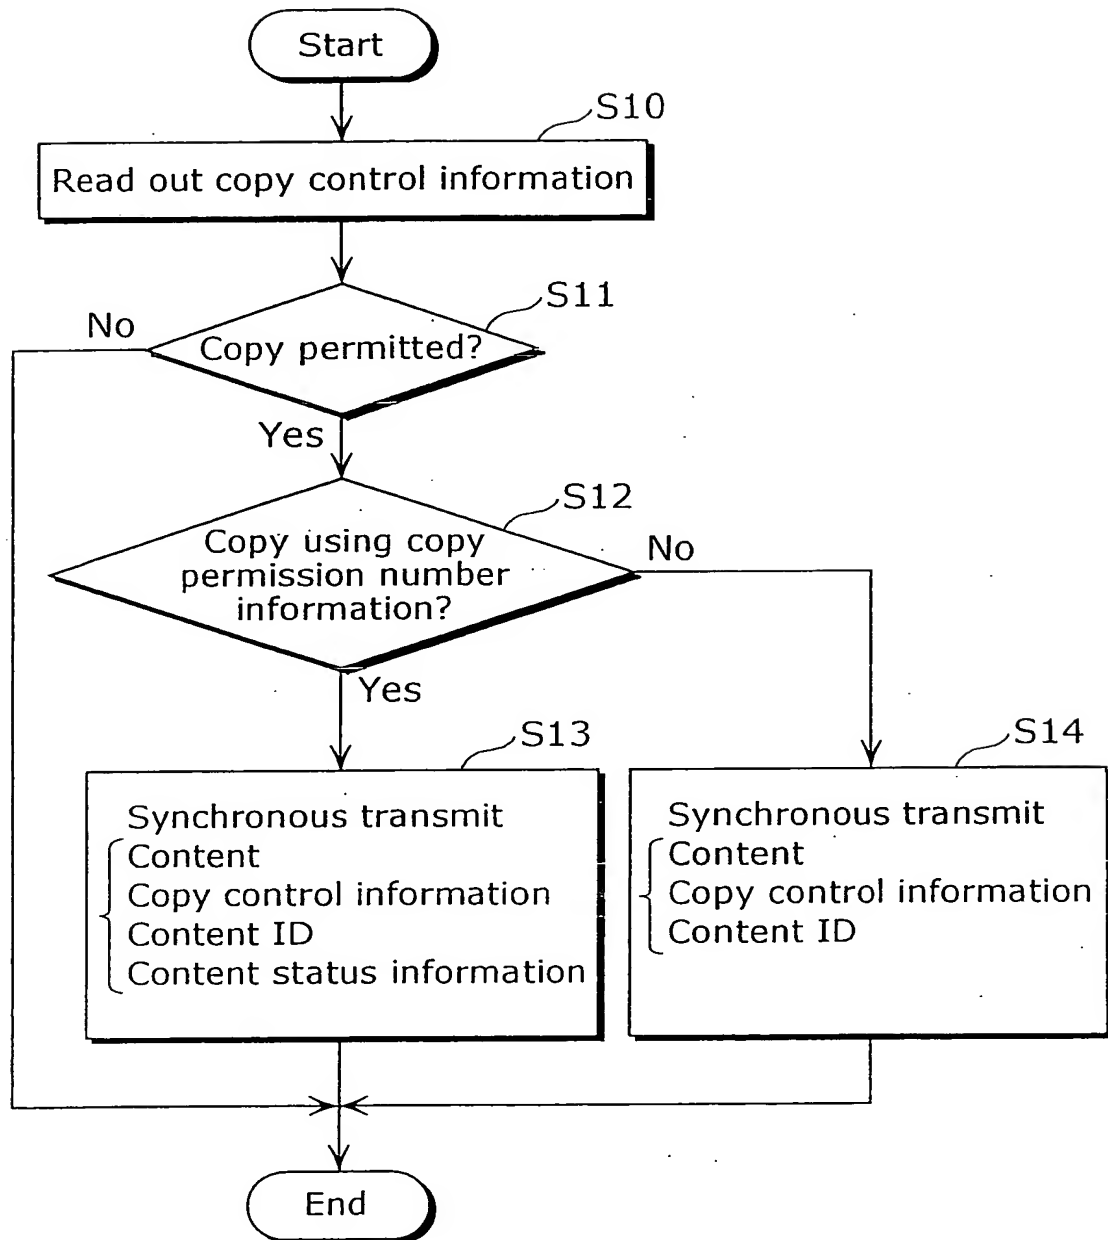 Start
S10
Read out copy control information
S11
No
Copy permitted?
Yes
S12
Copy using copy
permission number
information?
No
Yes
S13
Synchronous transmit
Content
Copy control information
Content ID
Content status information
S14
Synchronous transmit
Content
Copy control information
Content ID
End